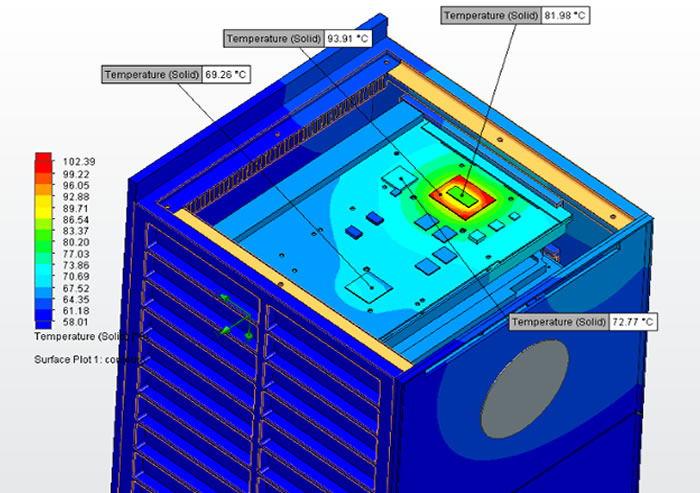 Temperature (Solid) 81.98 °C
Temperature (Solid) 93.91 °C
Temperature (Solid) 69.26 °C
102.39
99.22
96.05
92.88
89.71
86.54
83.37
80.20
77.03
73.86
70.69
67.52
64.35
61.18
58.01
Temperature (Solid) 72.77 °C
Temperature (Soli
Surface Plot 1: co